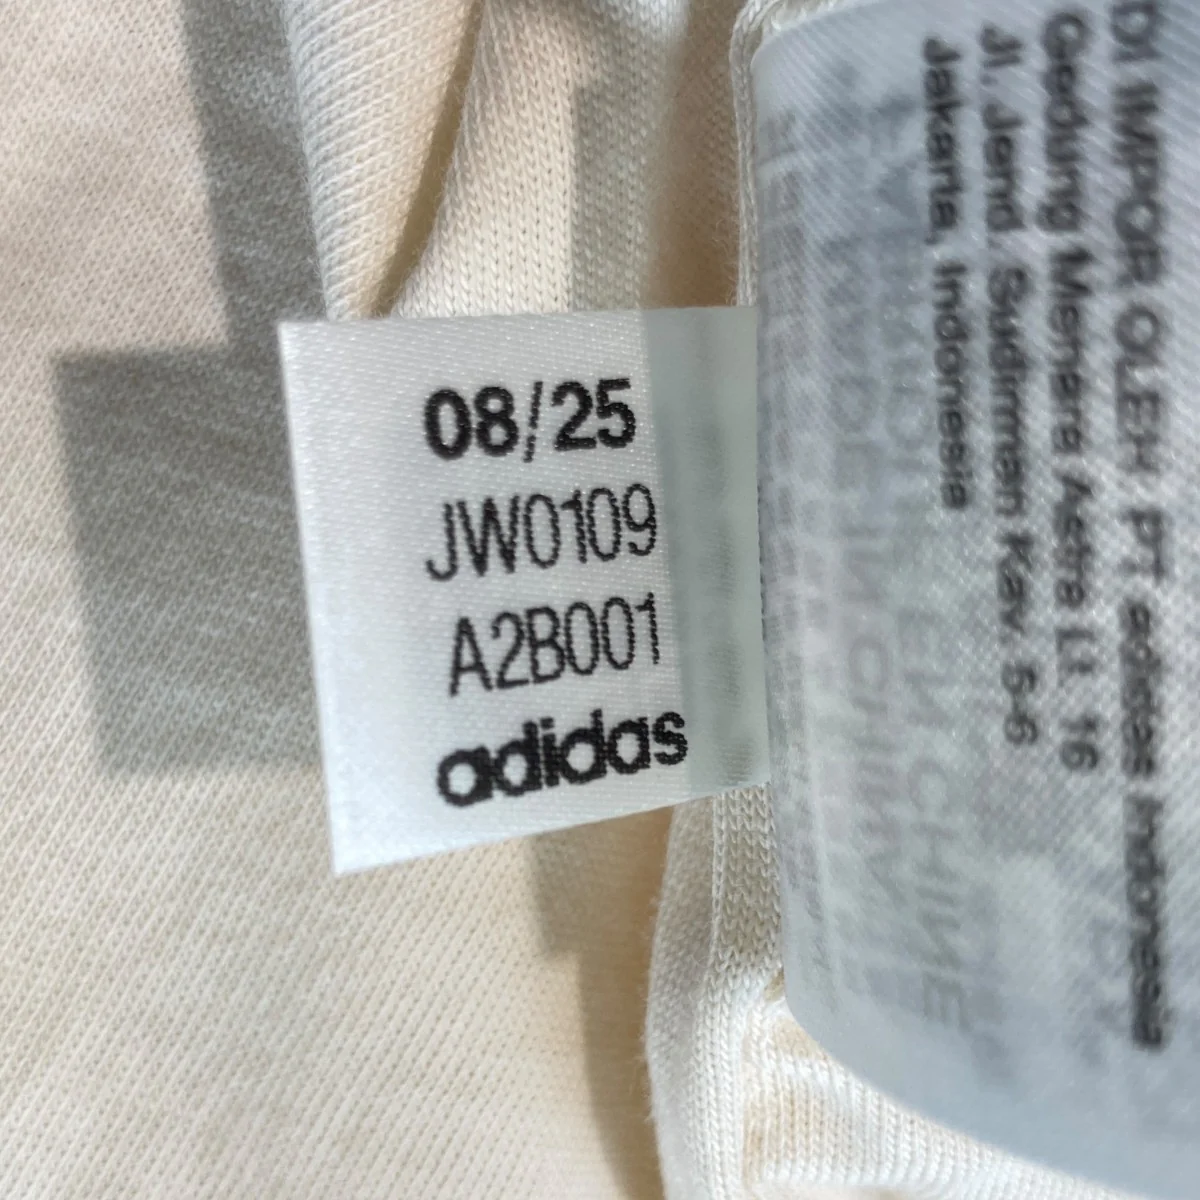 08/25
JW0109
A2B001
adidas
DI IMPOR OLEH PT adidas Indonesia
Gedung Menara Astra Lt 16
Jl. Jend. Sudirman Kav. 5-6
Jakarta, Indonesia